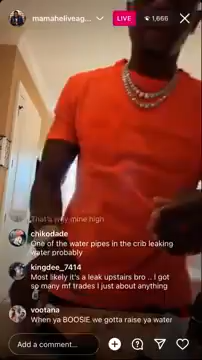 mamaheliveag...
LIVE
1,666
That's way mine high
chikodade
One of the water pipes in the crib leaking
water probably
kingdee_7414
Most likely it's a leak upstairs bro .. I got
so many mf trades I just about anything
vootana
When ya BOOSIE we gotta raise ya water
Add a comment...